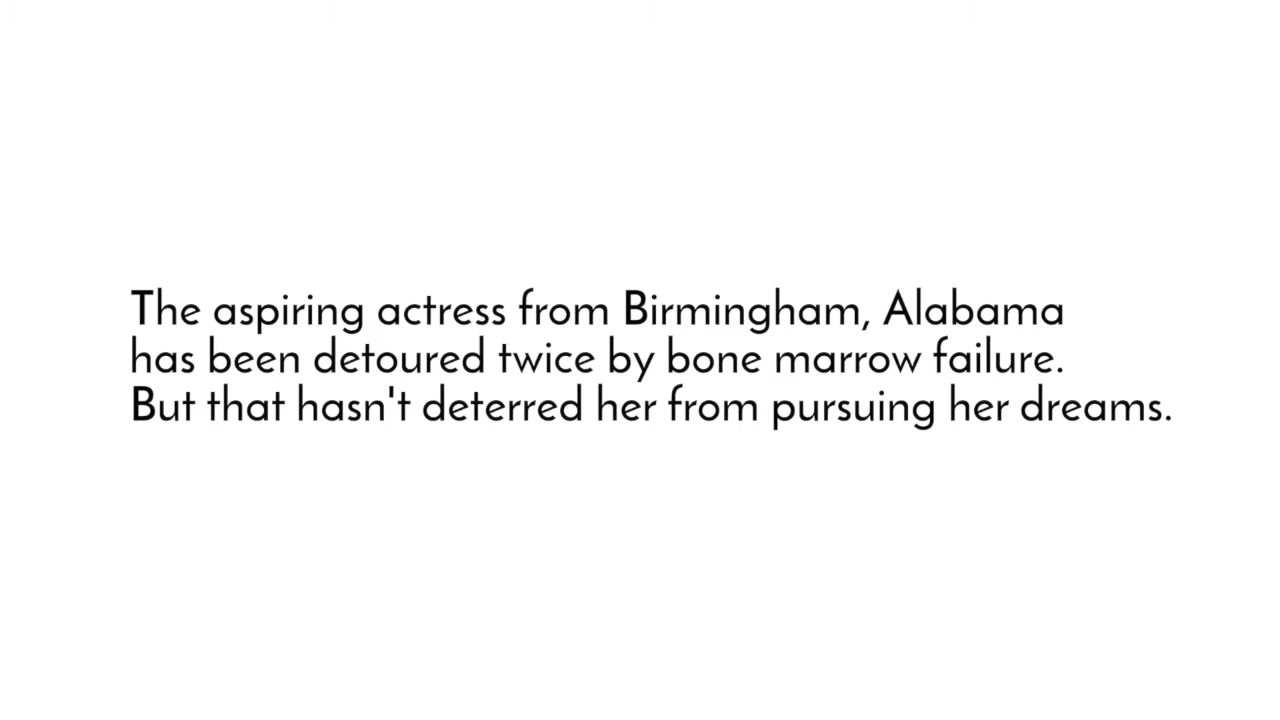 The aspiring actress from Birmingham, Alabama
has been detoured twice by bone marrow failure.
But that hasn't deterred her from pursuing her dreams.